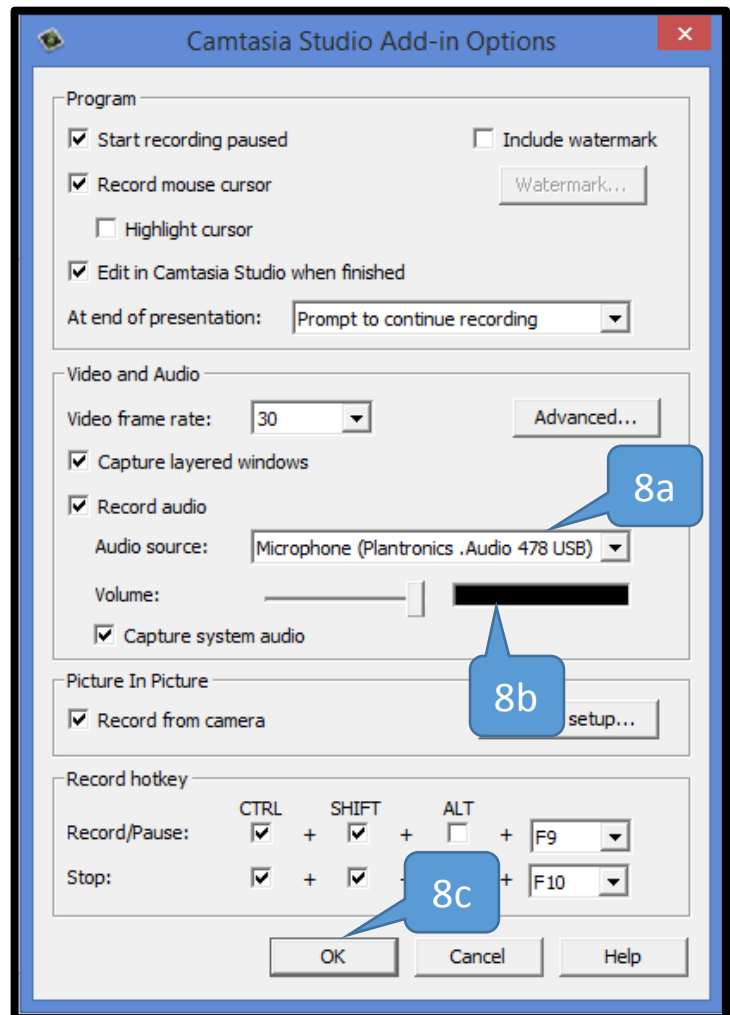 Camtasia Studio Add-in Options
Program
Start recording paused
Include watermark
Record mouse cursor
Watermark...
Highlight cursor
Edit in Camtasia Studio when finished
At end of presentation: Prompt to continue recording
Video and Audio
Video frame rate: 30
Advanced...
Capture layered windows
8a
Record audio
Audio source: Microphone (Plantronics .Audio 478 USB)
Volume:
Capture system audio
Picture In Picture
8b
Record from camera
setup...
Record hotkey
CTRL SHIFT ALT
Record/Pause: + + + F9
Stop: + + F10
8c
OK Cancel Help